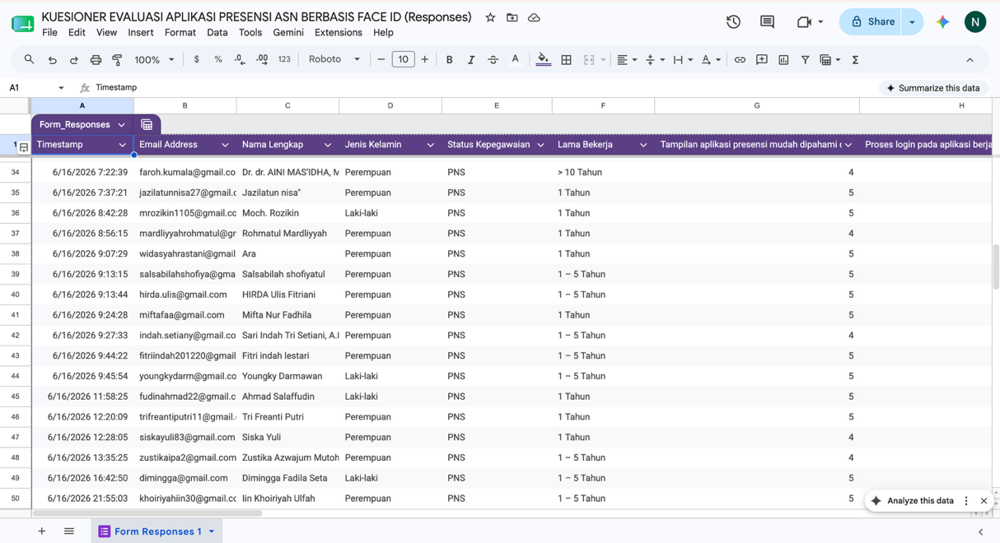 KUESIONER EVALUASI APLIKASI PRESENSI ASN BERBASIS FACE ID (Responses)
File Edit View Insert Format Data Tools Gemini Extensions Help
Share N
100% $ % .0 .00 123 Roboto 10 B I A
A1 fx Timestamp Summarize this data
A B C D E F G H
Form_Responses
1 Timestamp Email Address Nama Lengkap Jenis Kelamin Status Kepegawaian Lama Bekerja Tampilan aplikasi presensi mudah dipahami Proses login pada aplikasi berja
34 6/16/2026 7:22:39 faroh.kumala@gmail.co Dr. dr. AINI MAS'IDHA, M Perempuan PNS > 10 Tahun 4
35 6/16/2026 7:37:21 jazilatunnisa27@gmail.c Jazilatun nisa" Perempuan PNS 1 Tahun 5
36 6/16/2026 8:42:28 mrozikin1105@gmail.cc Moch. Rozikin Laki-laki PNS 1 Tahun 5
37 6/16/2026 8:56:15 mardliyyahrohmatul@gr Rohmatul Mardliyyah Perempuan PNS 1 Tahun 4
38 6/16/2026 9:07:29 widasyahrastani@gmail Ara Perempuan PNS 1 Tahun 5
39 6/16/2026 9:13:15 salsabilahshofiya@gma Salsabilah shofiyatul Perempuan PNS 1 – 5 Tahun 5
40 6/16/2026 9:13:44 hirda.ulis@gmail.com HIRDA Ulis Fitriani Perempuan PNS 1 – 5 Tahun 5
41 6/16/2026 9:24:28 miftafaa@gmail.com Mifta Nur Fadhila Perempuan PNS 1 Tahun 5
42 6/16/2026 9:27:33 indah.setiany@gmail.co Sari Indah Tri Setiani, A.I Perempuan PNS 1 – 5 Tahun 4
43 6/16/2026 9:44:22 fitriindah201220@gmail Fitri indah lestari Perempuan PNS 1 – 5 Tahun 5
44 6/16/2026 9:45:54 youngkydarm@gmail.co Youngky Darmawan Laki-laki PNS 1 – 5 Tahun 5
45 6/16/2026 11:58:25 fudinahmad22@gmail.c Ahmad Salaffudin Laki-laki PNS 1 Tahun 5
46 6/16/2026 12:20:09 trifreantiputri11@gmail. Tri Freanti Putri Perempuan PNS 1 Tahun 5
47 6/16/2026 12:28:05 siskayuli83@gmail.com Siska Yuli Perempuan PNS 1 Tahun 4
48 6/16/2026 13:35:25 zustikaipa2@gmail.com Zustika Azwajum Mutoh Perempuan PNS 1 – 5 Tahun 4
49 6/16/2026 16:42:50 dimingga@gmail.com Dimingga Fadila Seta Laki-laki PNS 1 – 5 Tahun 5
50 6/16/2026 21:55:03 khoiriyahiin30@gmail.cc Iin Khoiriyah Ulfah Perempuan PNS 1 – 5 Tahun 5
Analyze this data
Form Responses 1